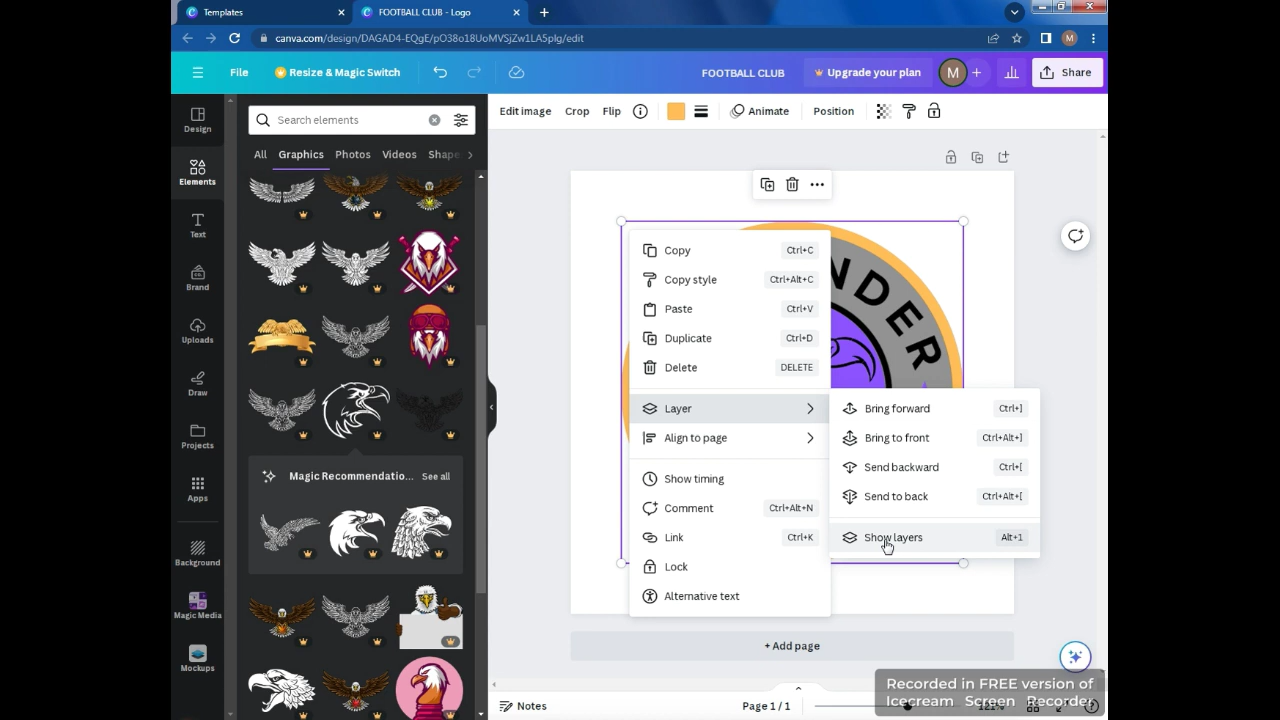 Templates
FOOTBALL CLUB - Logo
canva.com/design/DAGAD4-EQgE/pO38o18UoMVSjZw1LA5plg/edit
M
File
Resize & Magic Switch
FOOTBALL CLUB
Upgrade your plan
M
Share
Design
Elements
Text
Brand
Uploads
Draw
Projects
Apps
Background
Magic Media
Mockups
Search elements
All
Graphics
Photos
Videos
Shape
Magic Recommendatio...
See all
Edit image
Crop
Flip
Animate
Position
NDER
Copy
Ctrl+C
Copy style
Ctrl+Alt+C
Paste
Ctrl+V
Duplicate
Ctrl+D
Delete
DELETE
Layer
Align to page
Show timing
Comment
Ctrl+Alt+N
Link
Ctrl+K
Lock
Alternative text
Bring forward
Ctrl+]
Bring to front
Ctrl+Alt+]
Send backward
Ctrl+[
Send to back
Ctrl+Alt+[
Show layers
Alt+1
+ Add page
Notes
Page 1 / 1
Recorded in FREE version of
Icecream Screen Recorder